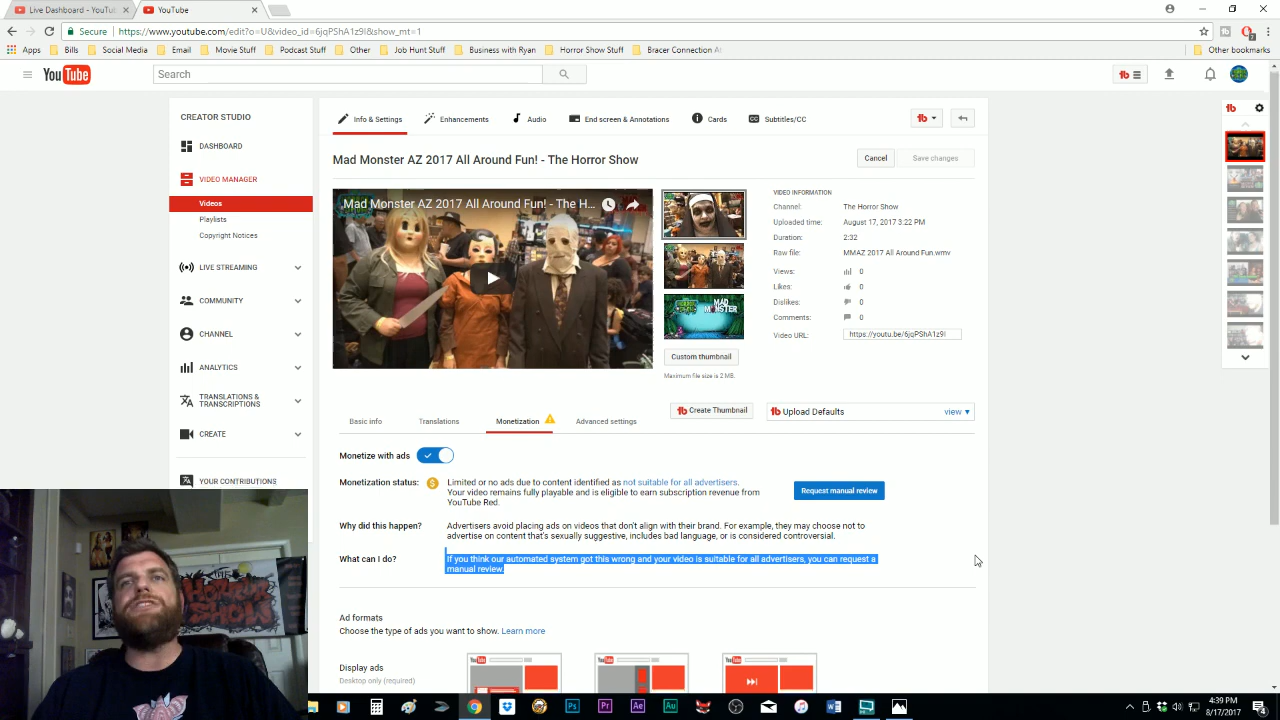 Live Dashboard - YouTub
YouTube
Secure
https://www.youtube.com/edit?o=U&video_id=6jqPShA1z9I&show_mt=1
Apps
Bills
Social Media
Email
Movie Stuff
Podcast Stuff
Other
Job Hunt Stuff
Business with Ryan
Horror Show Stuff
Bracer Connection
Other bookmarks
YouTube
Search
CREATOR STUDIO
DASHBOARD
VIDEO MANAGER
Videos
Playlists
Copyright Notices
LIVE STREAMING
COMMUNITY
CHANNEL
ANALYTICS
TRANSLATIONS &
TRANSCRIPTIONS
CREATE
YOUR CONTRIBUTIONS
Info & Settings
Enhancements
Audio
End screen & Annotations
Cards
CC
Subtitles/CC
Mad Monster AZ 2017 All Around Fun! - The Horror Show
Cancel
Save changes
Mad Monster AZ 2017 All Around Fun! - The H...
MAD
MONSTER
Custom thumbnail
Maximum file size is 2 MB.
VIDEO INFORMATION
Channel: The Horror Show
Uploaded time: August 17, 2017 3:22 PM
Duration: 2:32
Raw file: MMAZ 2017 All Around Fun.wmv
Views: 0
Likes: 0
Dislikes: 0
Comments: 0
Video URL: https://youtu.be/6jqPShA1z9I
Create Thumbnail
Upload Defaults
view
Basic info
Translations
Monetization
Advanced settings
Monetize with ads
Monetization status:
Limited or no ads due to content identified as not suitable for all advertisers.
Your video remains fully playable and is eligible to earn subscription revenue from
YouTube Red.
Request manual review
Why did this happen?
Advertisers avoid placing ads on videos that don't align with their brand. For example, they may choose not to
advertise on content that's sexually suggestive, includes bad language, or is considered controversial.
What can I do?
If you think our automated system got this wrong and your video is suitable for all advertisers, you can request a
manual review.
Ad formats
Choose the type of ads you want to show. Learn more
Display ads
Desktop only (required)
YouTube
YouTube
YouTube
THE
HORROR
SHOW
Ps
Pr
Ae
Au
4:39 PM
8/17/2017
4